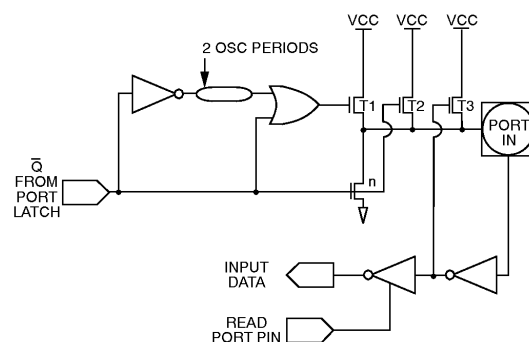 VCC VCC VCC
2 OSC PERIODS
T1 T2 T3
PORT
IN
Q
FROM
PORT
LATCH
n
INPUT
DATA
READ
PORT PIN